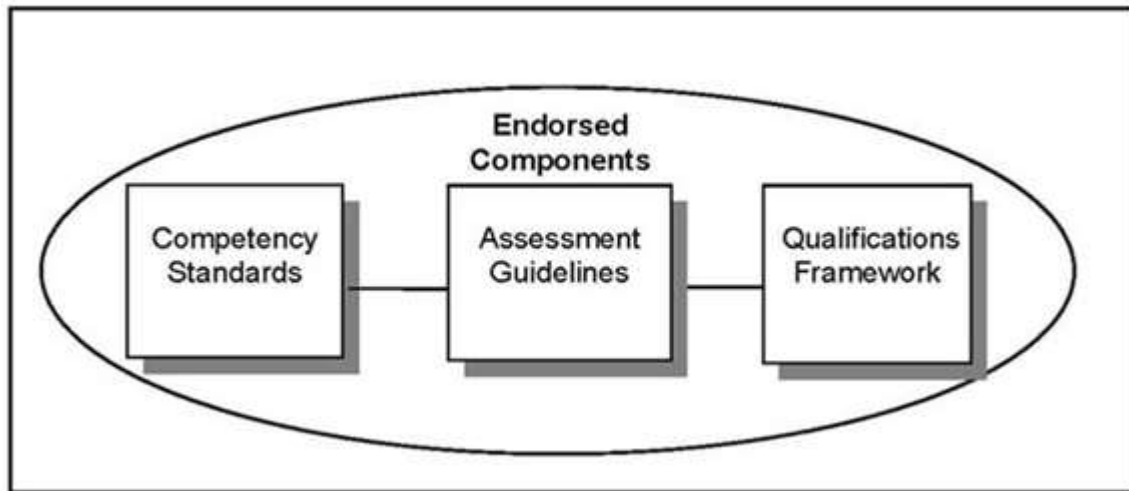 Endorsed
Components
Competency
Standards
Assessment
Guidelines
Qualifications
Framework